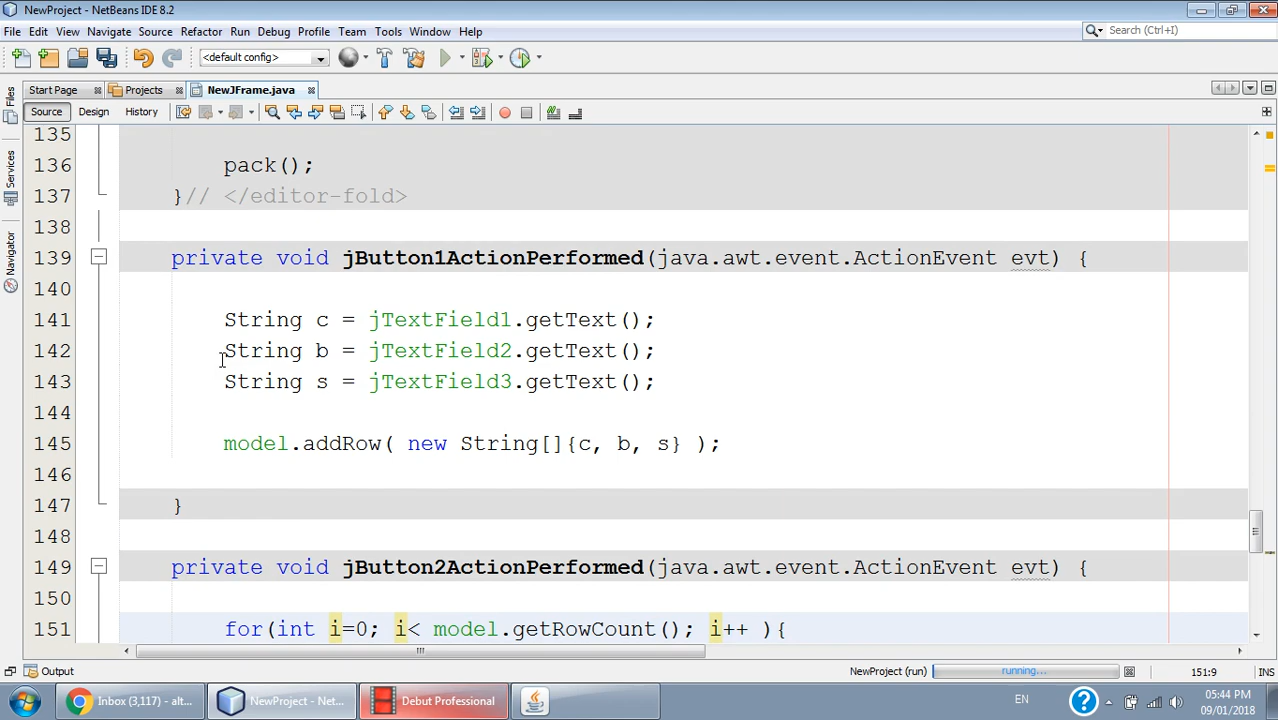 NewProject - NetBeans IDE 8.2
File Edit View Navigate Source Refactor Run Debug Profile Team Tools Window Help
Search (Ctrl+I)
<default config>
Start Page Projects NewJFrame.java
Source Design History
Files
Services
Navigator
135
136 pack();
137 }// </editor-fold>
138
139 private void jButton1ActionPerformed(java.awt.event.ActionEvent evt) {
140
141 String c = jTextField1.getText();
142 String b = jTextField2.getText();
143 String s = jTextField3.getText();
144
145 model.addRow( new String[]{c, b, s} );
146
147 }
148
149 private void jButton2ActionPerformed(java.awt.event.ActionEvent evt) {
150
151 for(int i=0; i< model.getRowCount(); i++ ){
Output
NewProject (run) running... 151:9 INS
Inbox (3,117) - alt... NewProject - Net... Debut Professional
EN
05:44 PM
09/01/2018